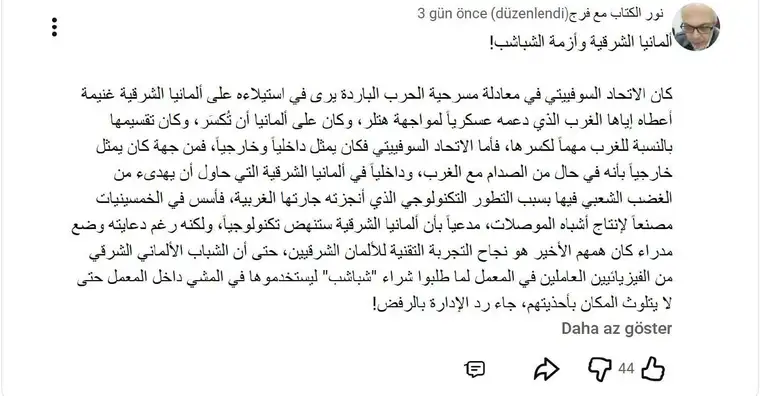 نور الكتاب مع فرج 3 gün önce (düzenlendi)
ألمانيا الشرقية وأزمة الشباشب!
كان الاتحاد السوفييتي في معادلة مسرحية الحرب الباردة يرى في استيلاءه على ألمانيا الشرقية غنيمة
أعطاه إياها الغرب الذي دعمه عسكرياً لمواجهة هتلر، وكان على ألمانيا أن تُكسَر، وكان تقسيمها
بالنسبة للغرب مهماً لكسرها، فأما الاتحاد السوفييتي فكان يمثل داخلياً وخارجياً، فمن جهة كان يمثل
خارجياً بأنه في حال من الصدام مع الغرب، وداخلياً في ألمانيا الشرقية التي حاول أن يهدىء من
الغضب الشعبي فيها بسبب التطور التكنولوجي الذي أنجزته جارتها الغربية، فأسس في الخمسينيات
مصنعاً لإنتاج أشباه الموصلات، مدعياً بأن ألمانيا الشرقية ستنهض تكنولوجياً، ولكنه رغم دعايته وضع
مدراء كان همهم الأخير هو نجاح التجربة التقنية للألمان الشرقيين، حتى أن الشباب الألماني الشرقي
من الفيزيائيين العاملين في المعمل لما طلبوا شراء "شباشب" ليستخدموها في المشي داخل المعمل حتى
لا يتلوث المكان بأحذيتهم، جاء رد الإدارة بالرفض!
Daha az göster
44